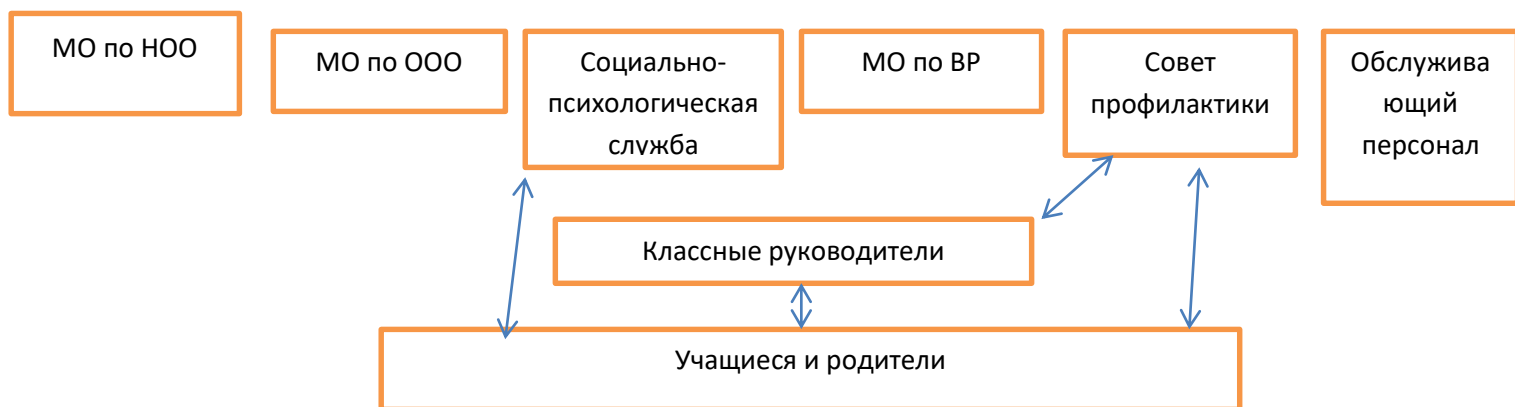 МО по НОО
МО по ООО
Социально-
психологическая
служба
МО по ВР
Совет
профилактики
Обслужива
ющий
персонал
Классные руководители
Учащиеся и родители